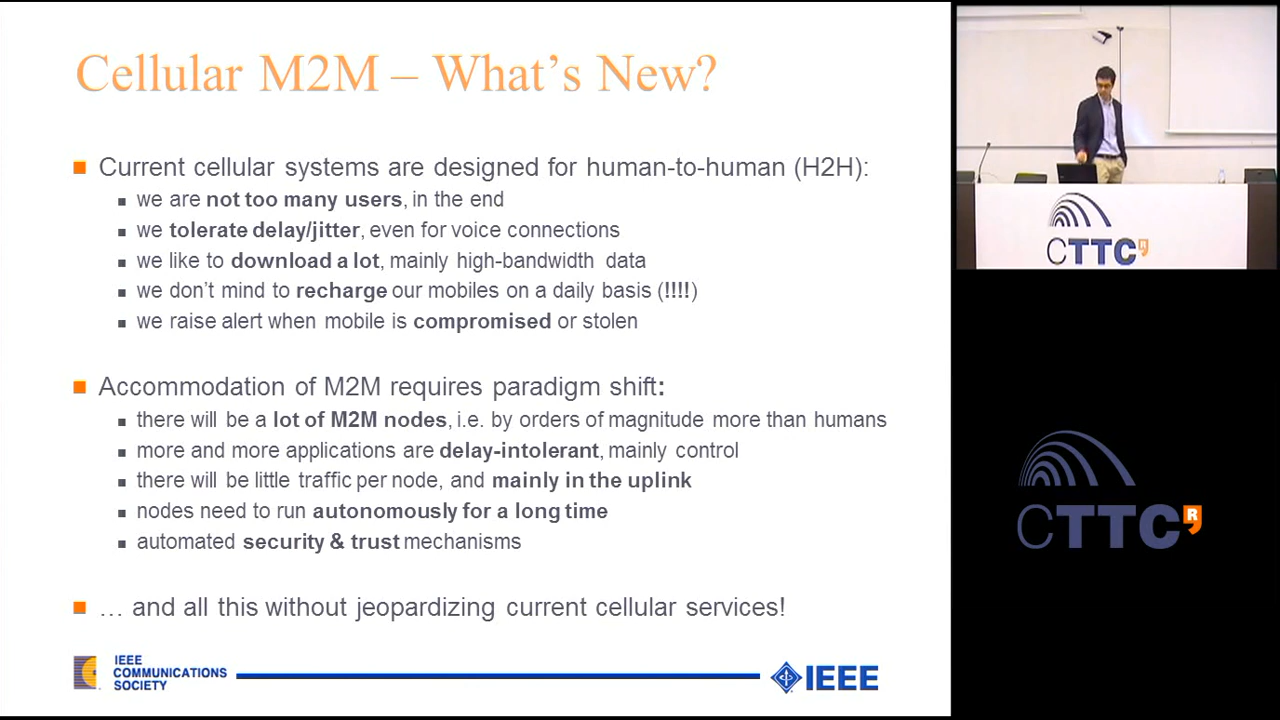 Cellular M2M – What's New?
Current cellular systems are designed for human-to-human (H2H):
we are not too many users, in the end
we tolerate delay/jitter, even for voice connections
we like to download a lot, mainly high-bandwidth data
we don't mind to recharge our mobiles on a daily basis (!!!!)
we raise alert when mobile is compromised or stolen
Accommodation of M2M requires paradigm shift:
there will be a lot of M2M nodes, i.e. by orders of magnitude more than humans
more and more applications are delay-intolerant, mainly control
there will be little traffic per node, and mainly in the uplink
nodes need to run autonomously for a long time
automated security & trust mechanisms
… and all this without jeopardizing current cellular services!
IEEE
COMMUNICATIONS
SOCIETY
IEEE
CTTC
CTTC R